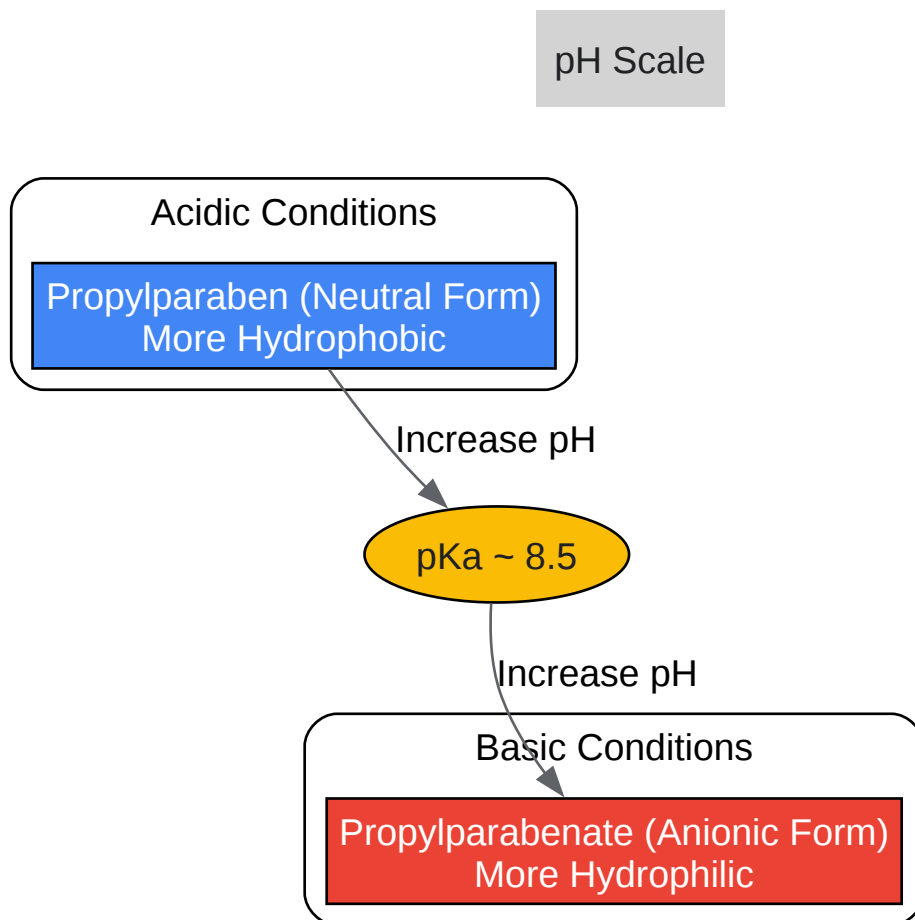 pH Scale
Acidic Conditions
Propylparaben (Neutral Form)
More Hydrophobic
Increase pH
pKa ~ 8.5
Increase pH
Basic Conditions
Propylparabenate (Anionic Form)
More Hydrophilic